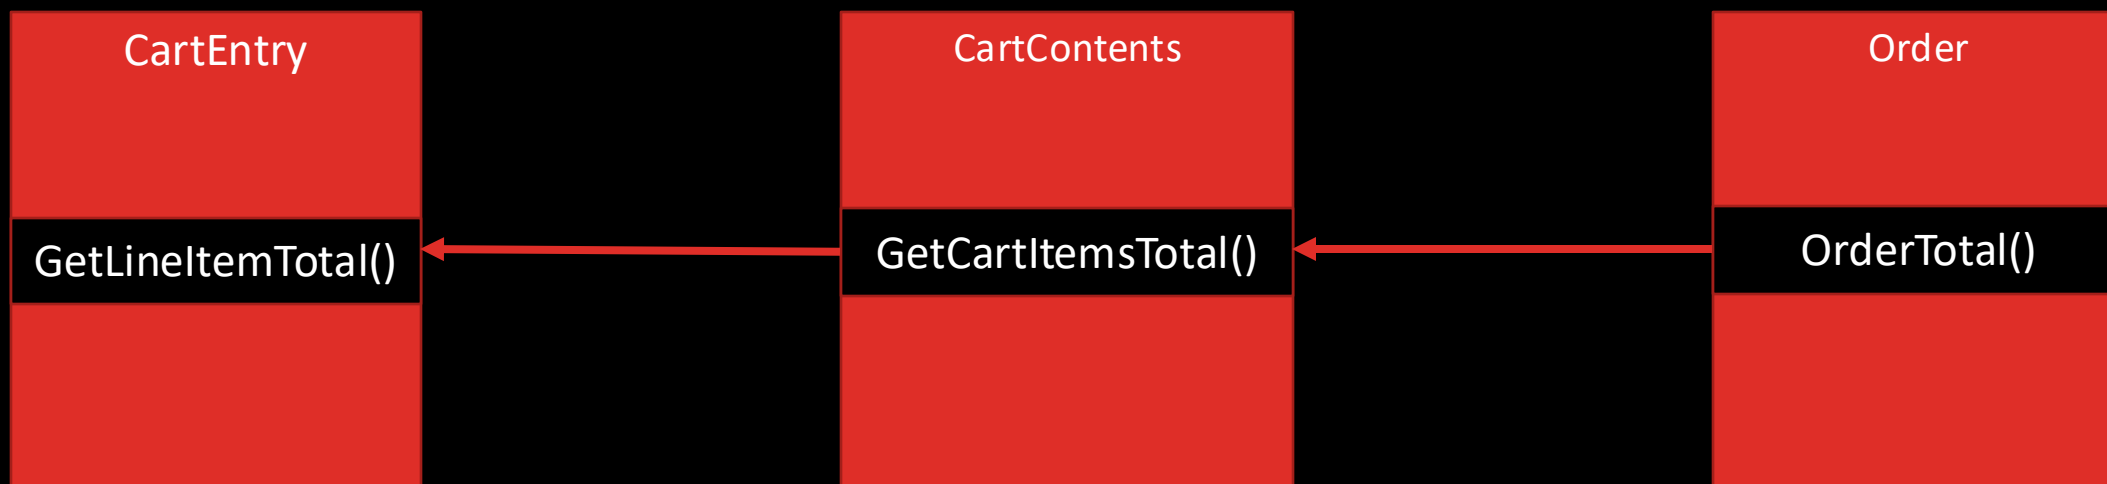 CartEntry
CartContents
Order
GetLineItemTotal()
GetCartItemsTotal()
OrderTotal()